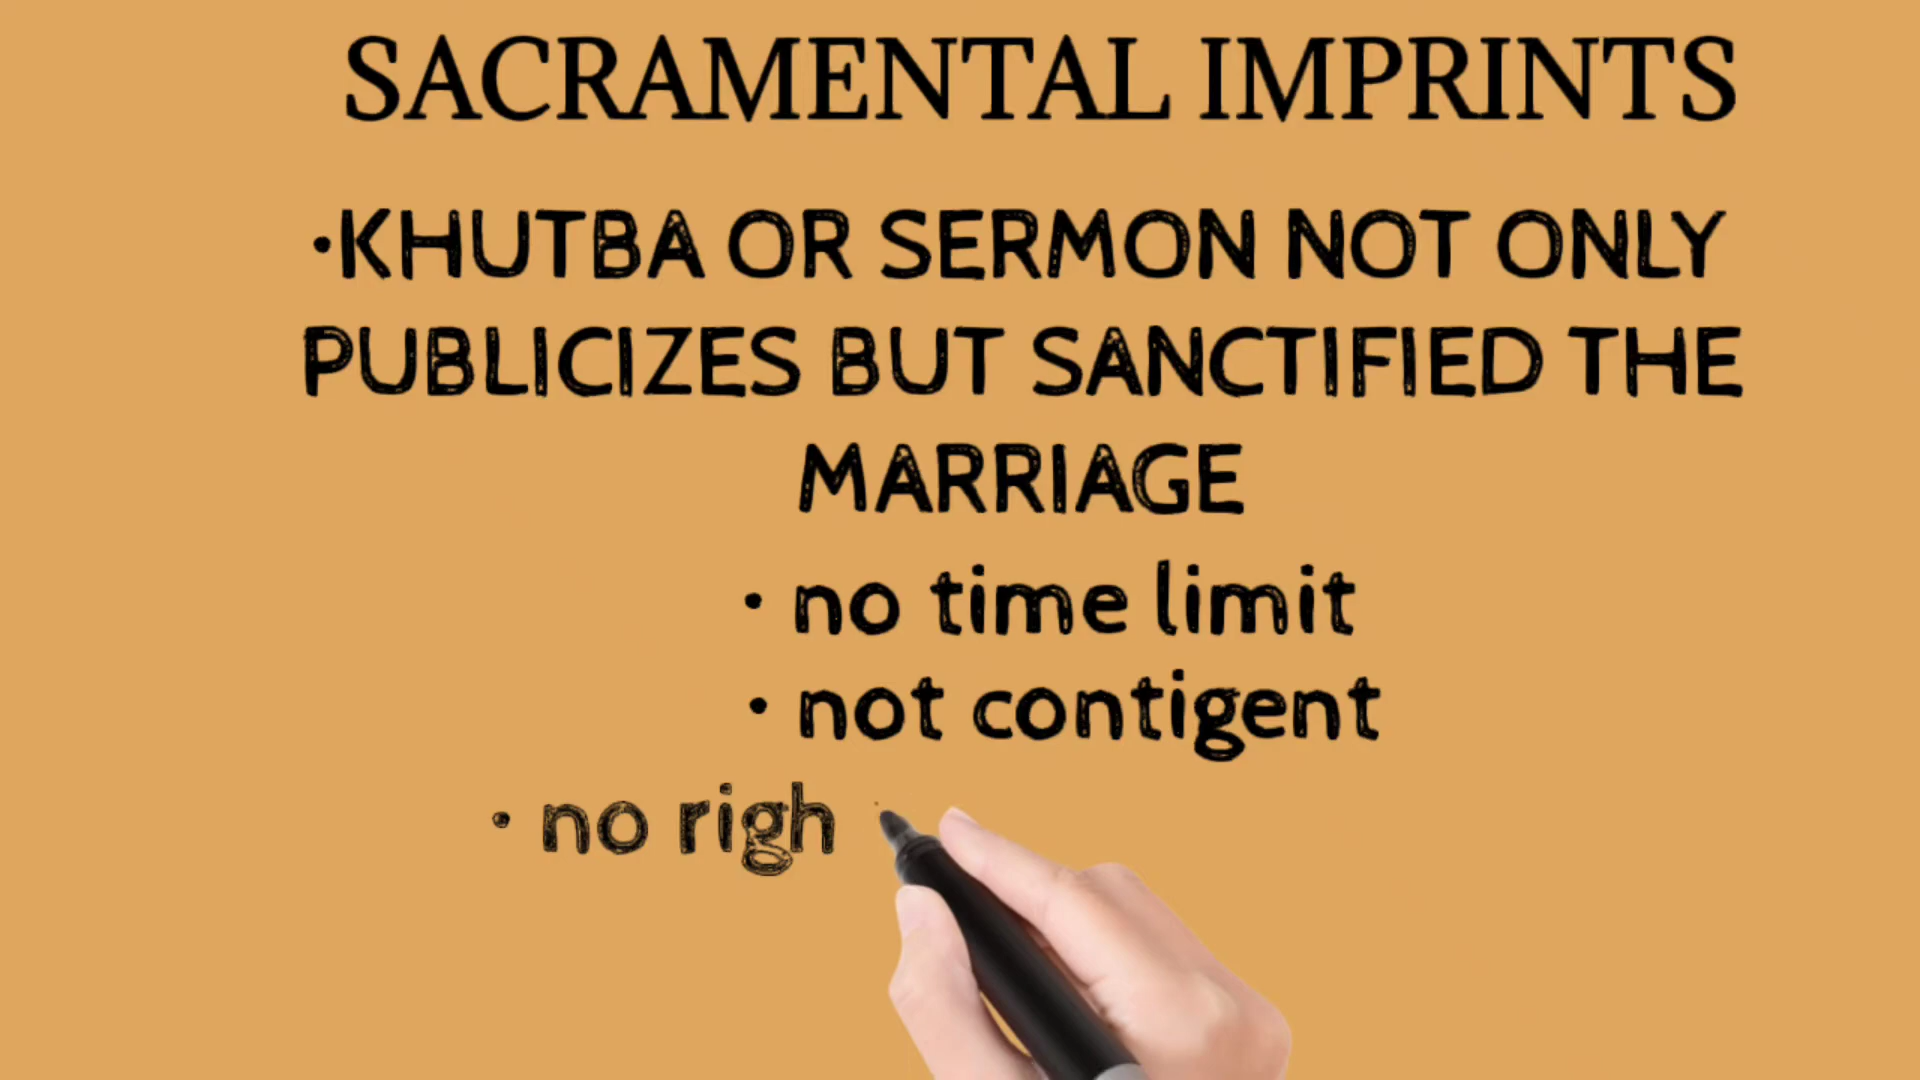 SACRAMENTAL IMPRINTS
•KHUTBA OR SERMON NOT ONLY
PUBLICIZES BUT SANCTIFIED THE
MARRIAGE
• no time limit
• not contigent
• no righ